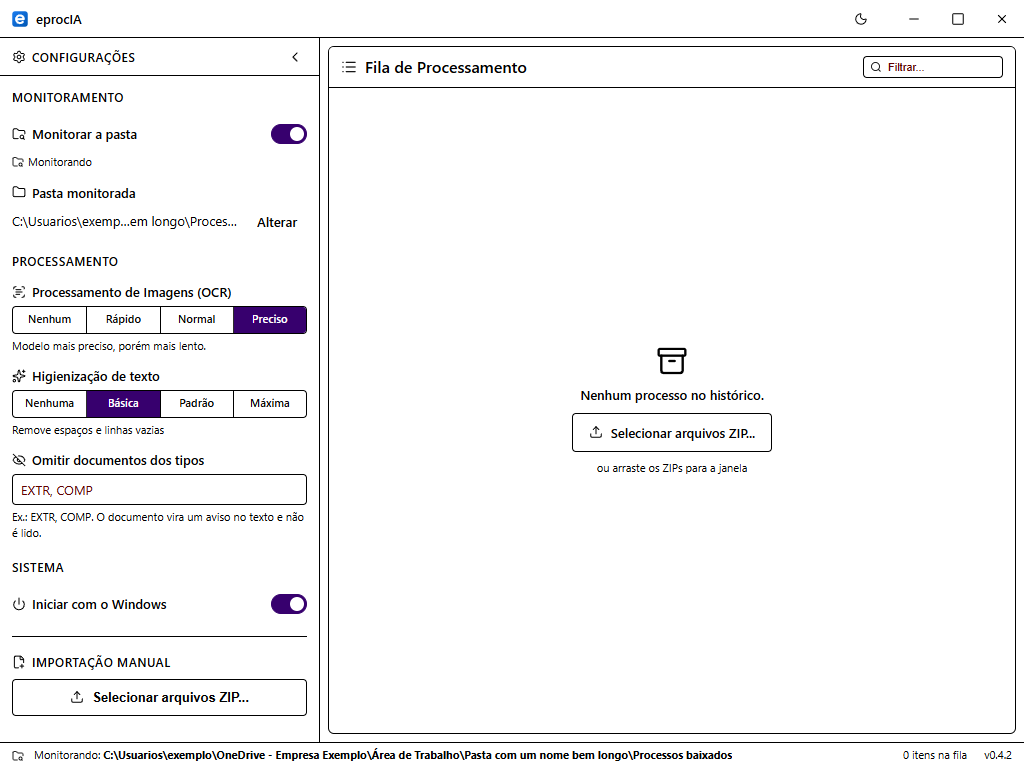 eprocIA
CONFIGURAÇÕES
MONITORAMENTO
Monitorar a pasta
Monitorando
Pasta monitorada
C:\Usuarios\exemp...em longo\Proces...
Alterar
PROCESSAMENTO
Processamento de Imagens (OCR)
Nenhum Rápido Normal Preciso
Modelo mais preciso, porém mais lento.
Higienização de texto
Nenhuma Básica Padrão Máxima
Remove espaços e linhas vazias
Omitir documentos dos tipos
EXTR, COMP
Ex.: EXTR, COMP. O documento vira um aviso no texto e não
é lido.
SISTEMA
Iniciar com o Windows
IMPORTAÇÃO MANUAL
Selecionar arquivos ZIP...
Fila de Processamento
Filtrar...
Nenhum processo no histórico.
Selecionar arquivos ZIP...
ou arraste os ZIPs para a janela
Monitorando: C:\Usuarios\exemplo\OneDrive - Empresa Exemplo\Área de Trabalho\Pasta com um nome bem longo\Processos baixados
0 itens na fila
v0.4.2